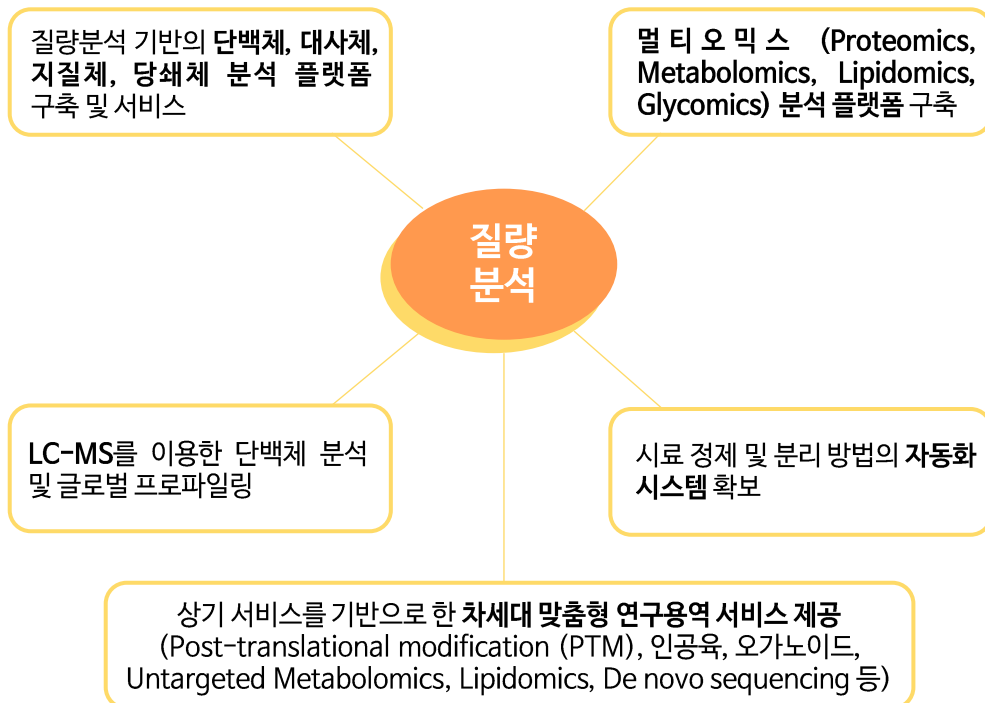 질량분석 기반의 단백체, 대사체,
지질체, 당쇄체 분석 플랫폼
구축 및 서비스
멀티오믹스 (Proteomics,
Metabolomics, Lipidomics,
Glycomics) 분석 플랫폼 구축
질량
분석
LC-MS를 이용한 단백체 분석
및 글로벌 프로파일링
시료 정제 및 분리 방법의 자동화
시스템 확보
상기 서비스를 기반으로 한 차세대 맞춤형 연구용역 서비스 제공
(Post-translational modification (PTM), 인공육, 오가노이드,
Untargeted Metabolomics, Lipidomics, De novo sequencing 등)